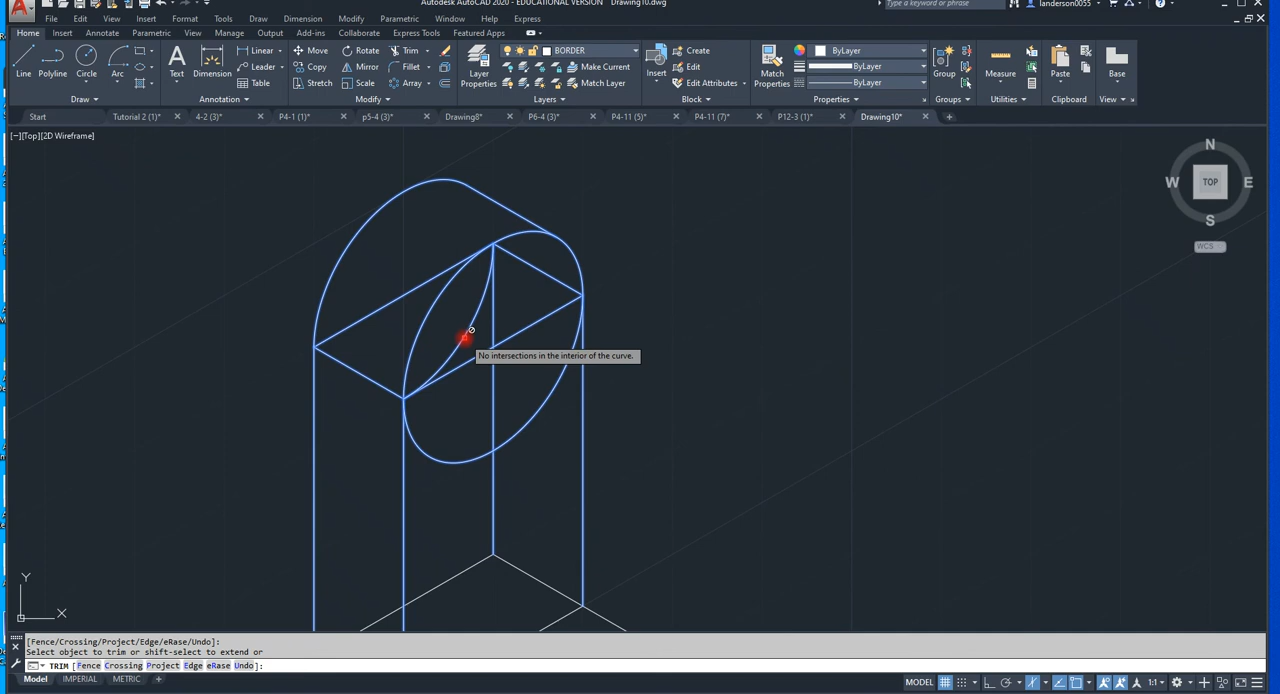 Autodesk AutoCAD 2020 - EDUCATIONAL VERSION Drawing10.dwg
Type a keyword or phrase
landerson0055
File Edit View Insert Format Tools Draw Dimension Modify Parametric Window Help Express
Home Insert Annotate Parametric View Manage Output Add-ins Collaborate Express Tools Featured Apps
Line Polyline Circle Arc
Draw
Text Dimension
Linear
Leader
Table
Annotation
Move Rotate Trim
Copy Mirror Fillet
Stretch Scale Array
Modify
Layer Properties
BORDER
Make Current
Match Layer
Layers
Insert
Create
Edit
Edit Attributes
Block
Match Properties
ByLayer
ByLayer
ByLayer
Properties
Group
Groups
Measure
Utilities
Paste
Clipboard
Base
View
Start Tutorial 2 (1)* 4-2 (3)* P4-1 (1)* p5-4 (3)* Drawing8* P6-4 (3)* P4-11 (5)* P4-11 (7)* P12-3 (1)* Drawing10*
[−][Top][2D Wireframe]
N
W TOP E
S
WCS
No intersections in the interior of the curve.
Y
X
[Fence/Crossing/Project/Edge/eRase/Undo]:
Select object to trim or shift-select to extend or
TRIM [Fence Crossing Project Edge eRase Undo]:
Model IMPERIAL METRIC +
MODEL 1:1